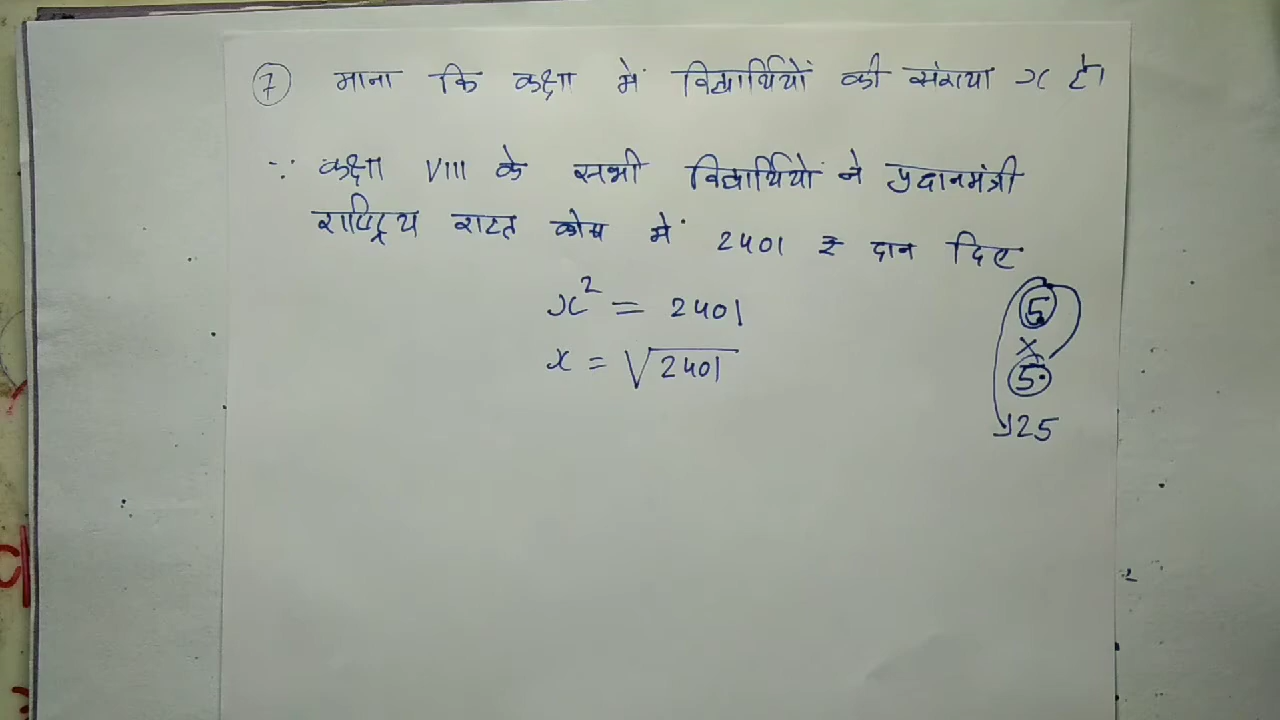 ⑦ माना कि कक्षा में विद्यार्थियों की संख्या x है।
∵ कक्षा VIII के सभी विद्यार्थियों ने प्रधानमंत्री
राष्ट्रिय राहत कोष में 2401 ₹ दान दिए
x² = 2401
x = √2401
5
×
5
25